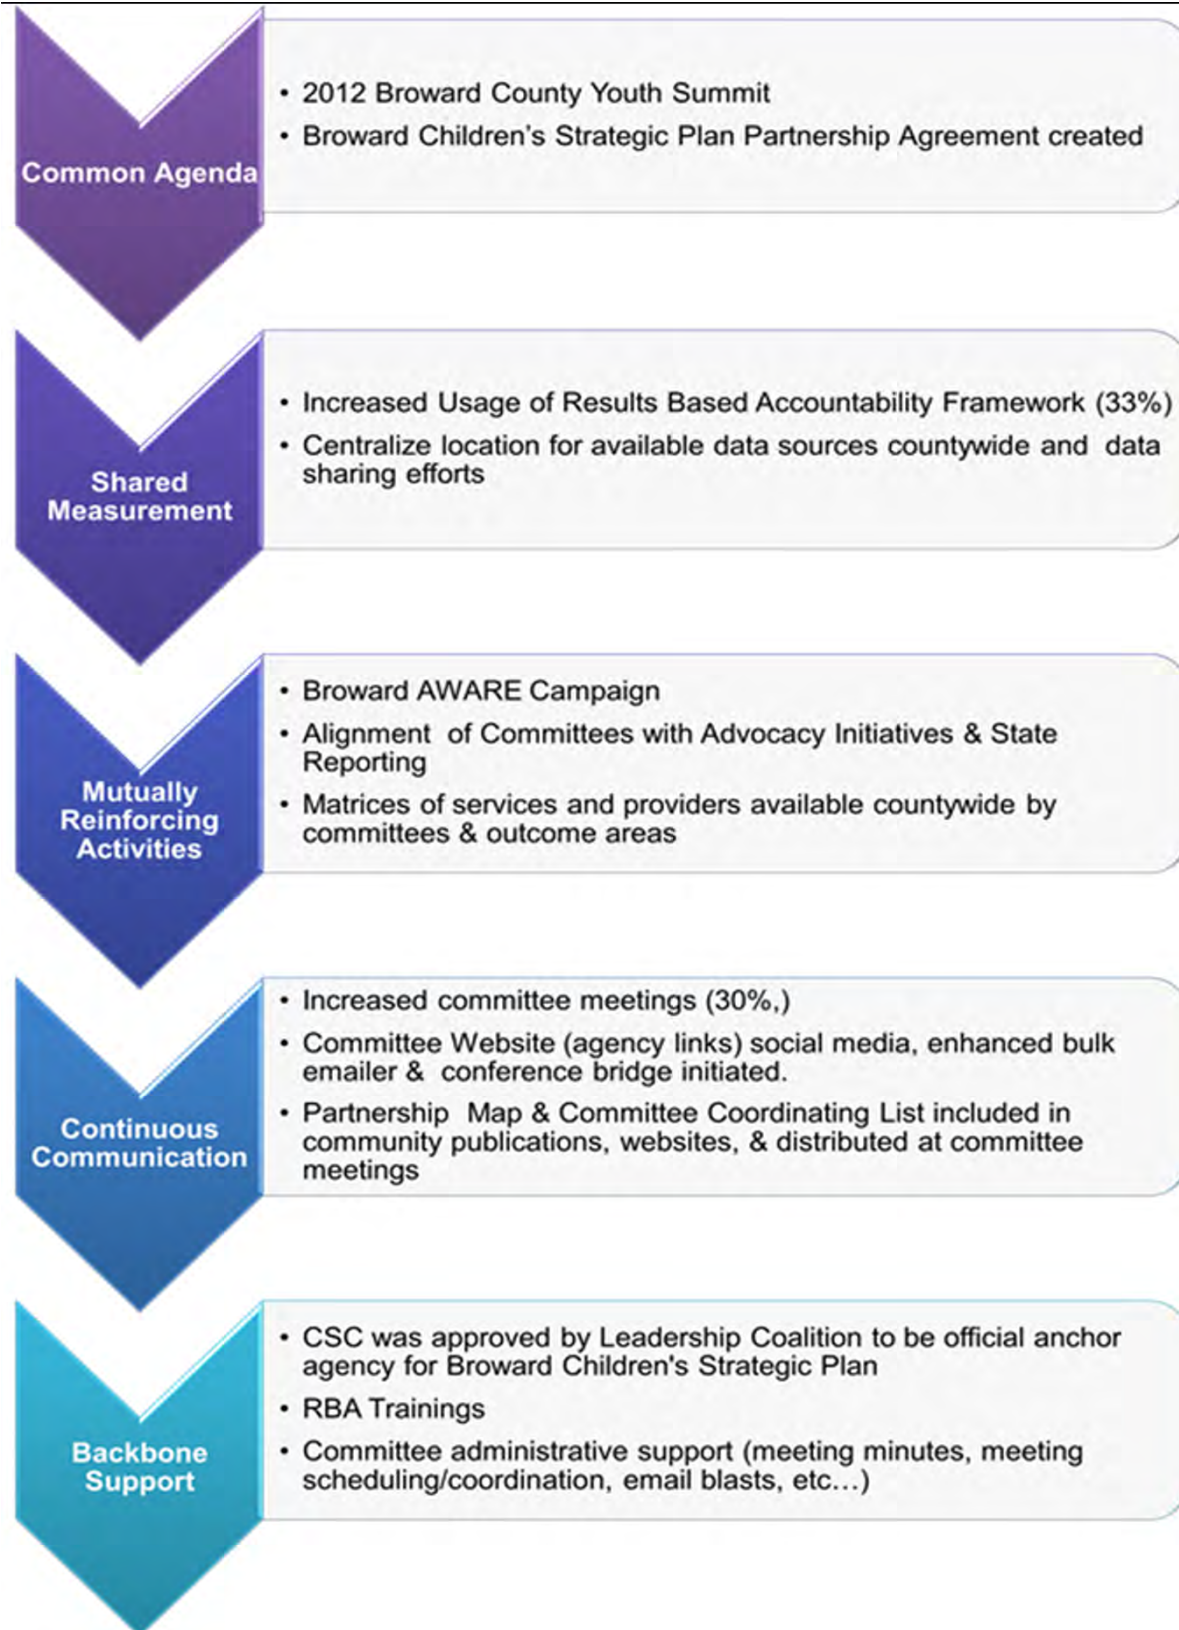 Common Agenda
• 2012 Broward County Youth Summit
• Broward Children's Strategic Plan Partnership Agreement created
Shared
Measurement
• Increased Usage of Results Based Accountability Framework (33%)
• Centralize location for available data sources countywide and data
sharing efforts
Mutually
Reinforcing
Activities
• Broward AWARE Campaign
• Alignment of Committees with Advocacy Initiatives & State
Reporting
• Matrices of services and providers available countywide by
committees & outcome areas
Continuous
Communication
• Increased committee meetings (30%,)
• Committee Website (agency links) social media, enhanced bulk
emailer & conference bridge initiated.
• Partnership Map & Committee Coordinating List included in
community publications, websites, & distributed at committee
meetings
Backbone
Support
• CSC was approved by Leadership Coalition to be official anchor
agency for Broward Children's Strategic Plan
• RBA Trainings
• Committee administrative support (meeting minutes, meeting
scheduling/coordination, email blasts, etc…)